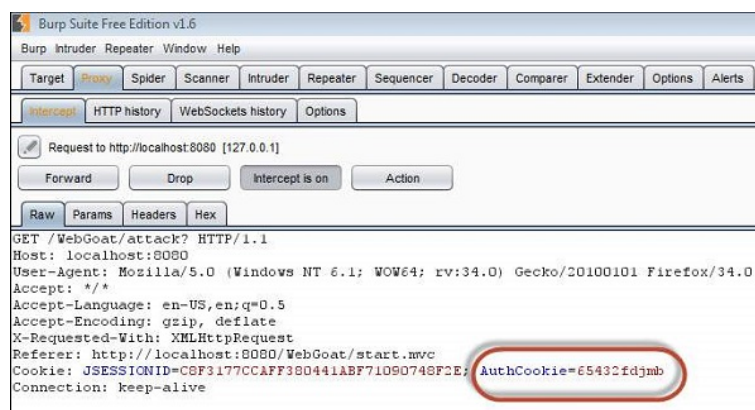 Burp Suite Free Edition v1.6
Burp Intruder Repeater Window Help
Target Proxy Spider Scanner Intruder Repeater Sequencer Decoder Comparer Extender Options Alerts
Intercept HTTP history WebSockets history Options
Request to http://localhost:8080 [127.0.0.1]
Forward Drop Intercept is on Action
Raw Params Headers Hex
GET /WebGoat/attack? HTTP/1.1
Host: localhost:8080
User-Agent: Mozilla/5.0 (Windows NT 6.1; WOW64; rv:34.0) Gecko/20100101 Firefox/34.0
Accept: */*
Accept-Language: en-US,en;q=0.5
Accept-Encoding: gzip, deflate
X-Requested-With: XMLHttpRequest
Referer: http://localhost:8080/WebGoat/start.mvc
Cookie: JSESSIONID=C8F3177CCAFF380441ABF71090748F2E; AuthCookie=65432fdjmb
Connection: keep-alive